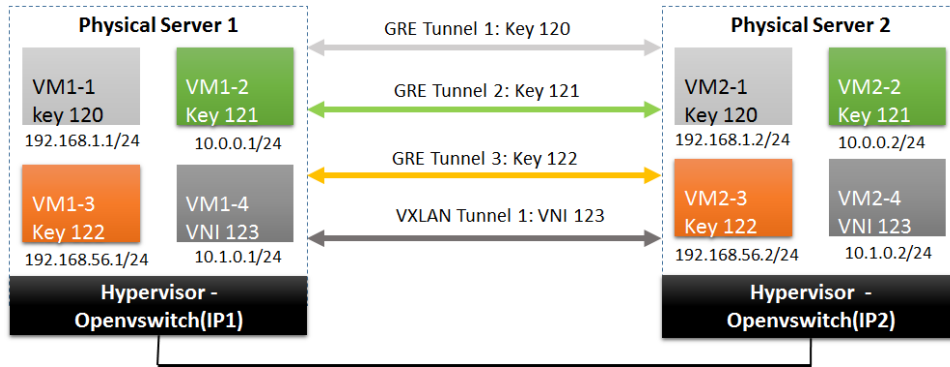 Physical Server 1
VM1-1
key 120
192.168.1.1/24
VM1-2
Key 121
10.0.0.1/24
VM1-3
Key 122
192.168.56.1/24
VM1-4
VNI 123
10.1.0.1/24
Hypervisor -
Openvswitch(IP1)
GRE Tunnel 1: Key 120
GRE Tunnel 2: Key 121
GRE Tunnel 3: Key 122
VXLAN Tunnel 1: VNI 123
Physical Server 2
VM2-1
Key 120
192.168.1.2/24
VM2-2
Key 121
10.0.0.2/24
VM2-3
Key 122
192.168.56.2/24
VM2-4
VNI 123
10.1.0.2/24
Hypervisor -
Openvswitch(IP2)